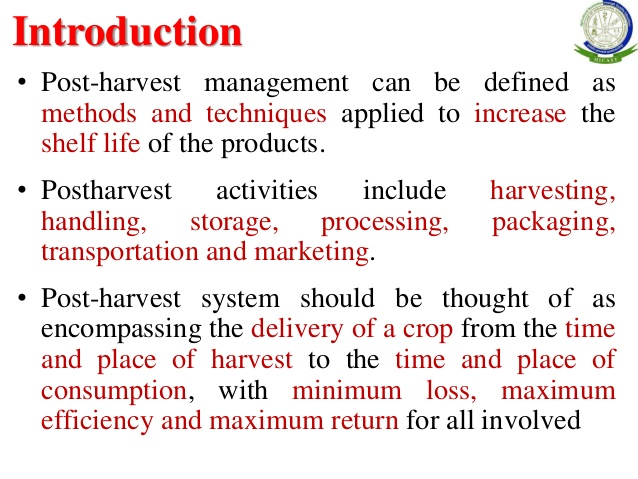 Introduction
• Post-harvest management can be defined as
methods and techniques applied to increase the
shelf life of the products.
• Postharvest activities include harvesting,
handling, storage, processing, packaging,
transportation and marketing.
• Post-harvest system should be thought of as
encompassing the delivery of a crop from the time
and place of harvest to the time and place of
consumption, with minimum loss, maximum
efficiency and maximum return for all involved